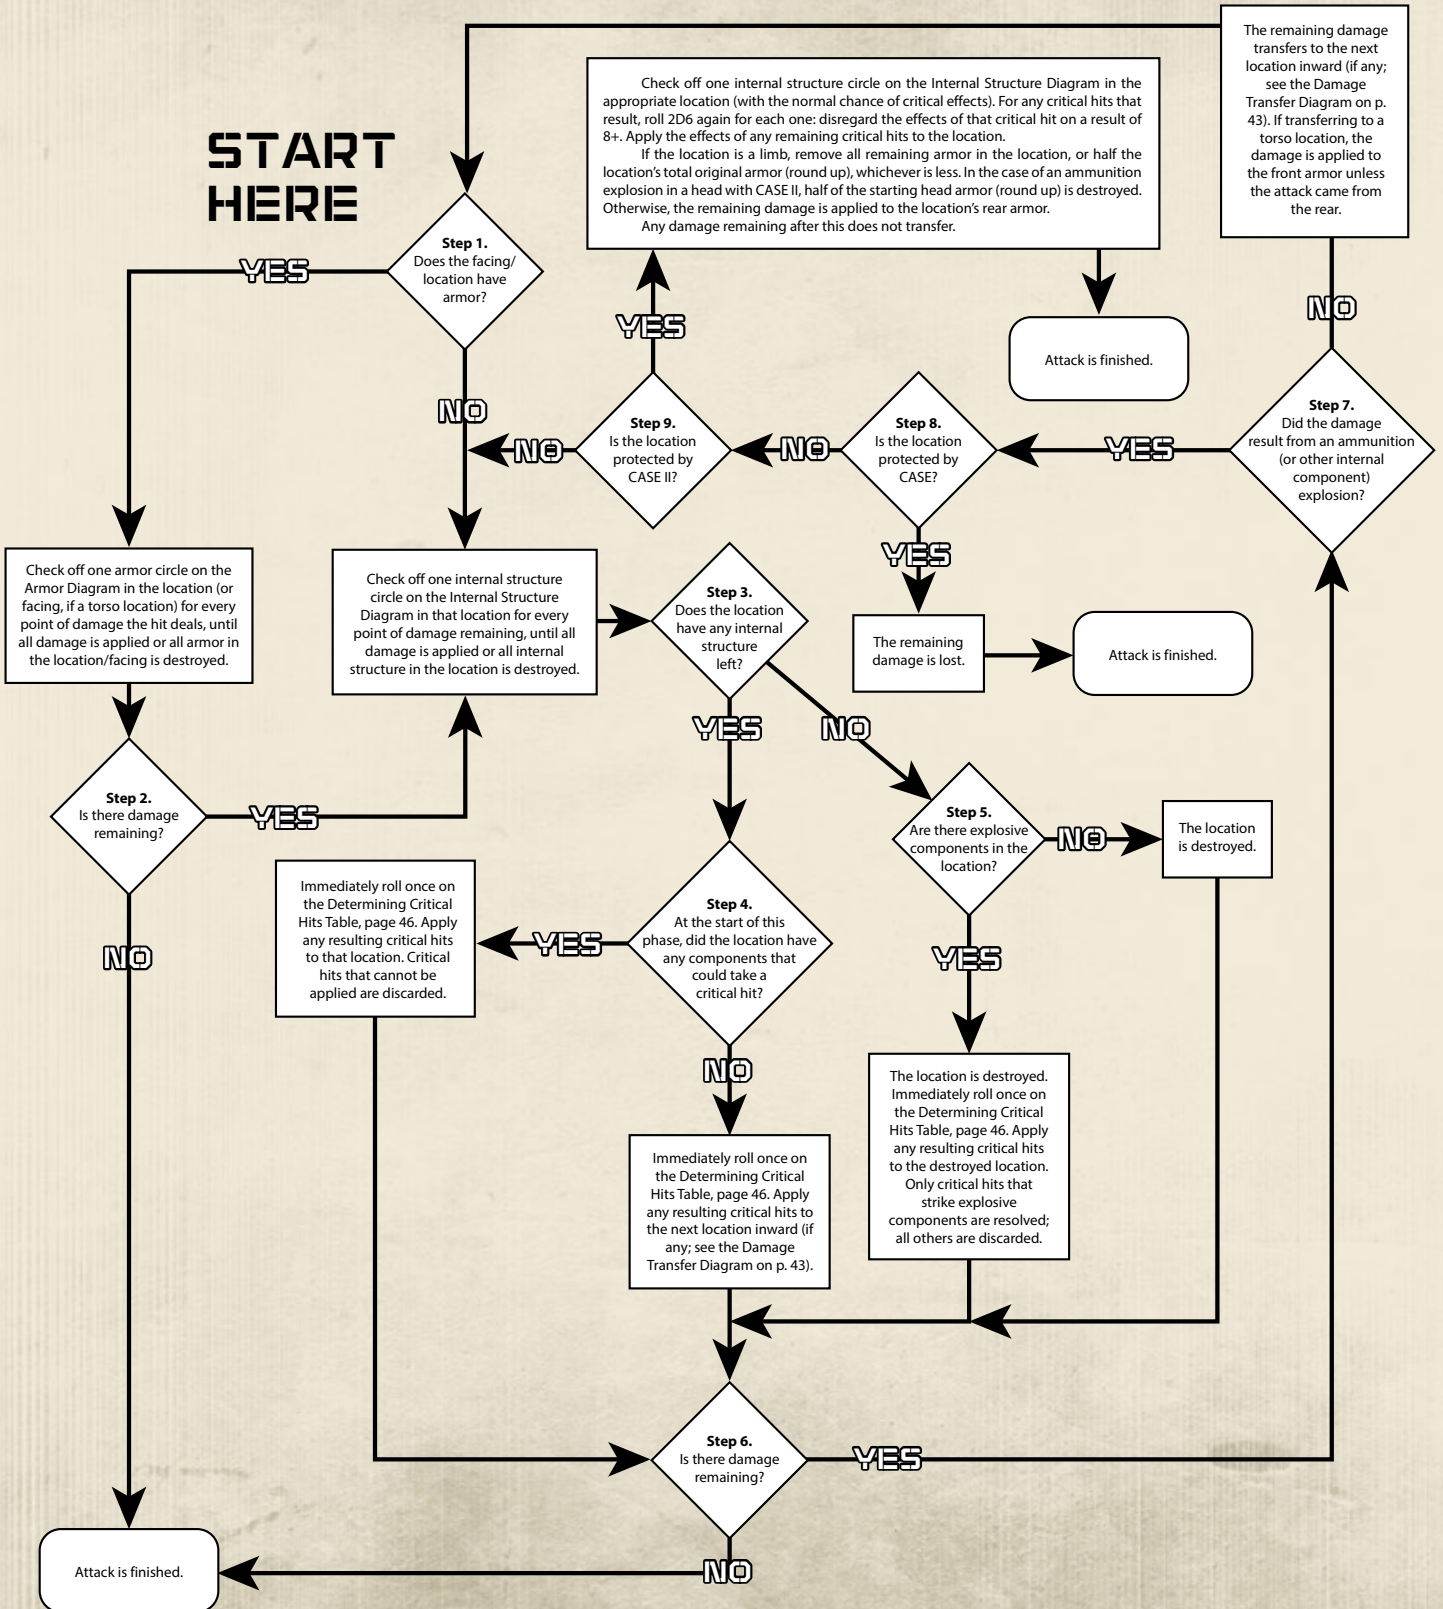 START
HERE
The remaining damage
transfers to the next
location inward (if any;
see the Damage
Transfer Diagram on p.
43). If transferring to a
torso location, the
damage is applied to
the front armor unless
the attack came from
the rear.
Check off one internal structure circle on the Internal Structure Diagram in the
appropriate location (with the normal chance of critical effects). For any critical hits that
result, roll 2D6 again for each one: disregard the effects of that critical hit on a result of
8+. Apply the effects of any remaining critical hits to the location.
If the location is a limb, remove all remaining armor in the location, or half the
location's total original armor (round up), whichever is less. In the case of an ammunition
explosion in a head with CASE II, half of the starting head armor (round up) is destroyed.
Otherwise, the remaining damage is applied to the location's rear armor.
Any damage remaining after this does not transfer.
Step 1.
Does the facing/
location have
armor?
YES
NO
YES
Attack is finished.
NO
Step 9.
Is the location
protected by
CASE II?
NO
Step 8.
Is the location
protected by
CASE?
NO
YES
Step 7.
Did the damage
result from an ammunition
(or other internal
component)
explosion?
YES
Check off one armor circle on the
Armor Diagram in the location (or
facing, if a torso location) for every
point of damage the hit deals, until
all damage is applied or all armor in
the location/facing is destroyed.
Check off one internal structure
circle on the Internal Structure
Diagram in that location for every
point of damage remaining, until all
damage is applied or all internal
structure in the location is destroyed.
Step 3.
Does the location
have any internal
structure
left?
The remaining
damage is lost.
Attack is finished.
YES
NO
Step 2.
Is there damage
remaining?
YES
NO
Step 5.
Are there explosive
components in the
location?
NO
The location
is destroyed.
Immediately roll once on
the Determining Critical
Hits Table, page 46. Apply
any resulting critical hits
to that location. Critical
hits that cannot be
applied are discarded.
YES
Step 4.
At the start of this
phase, did the location have
any components that
could take a
critical hit?
YES
NO
The location is destroyed.
Immediately roll once on
the Determining Critical
Hits Table, page 46. Apply
any resulting critical hits
to the destroyed location.
Only critical hits that
strike explosive
components are resolved;
all others are discarded.
Immediately roll once on
the Determining Critical
Hits Table, page 46. Apply
any resulting critical hits to
the next location inward (if
any; see the Damage
Transfer Diagram on p. 43).
Step 6.
Is there damage
remaining?
YES
NO
Attack is finished.